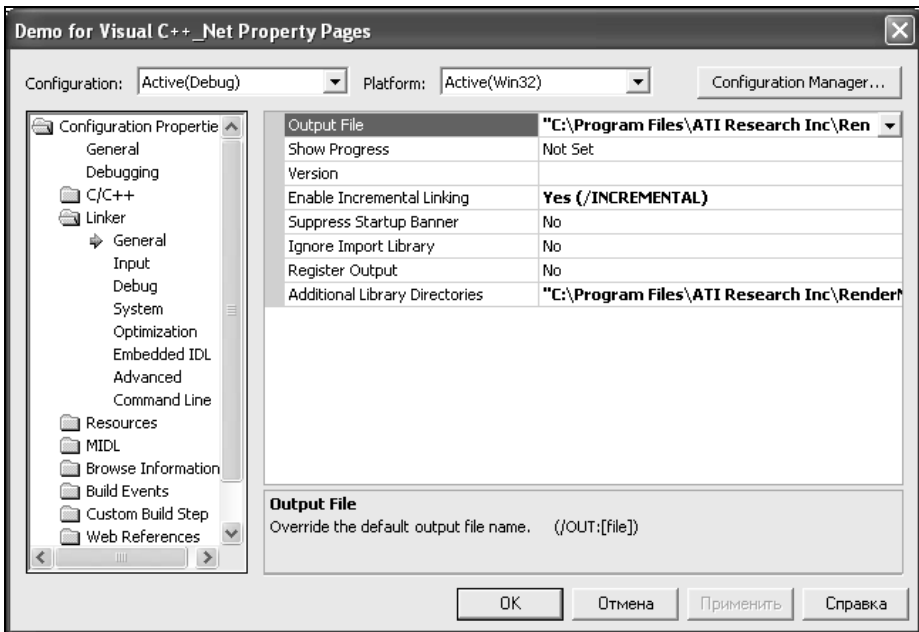 Demo for Visual C++_Net Property Pages
Configuration: Active(Debug) Platform: Active(Win32) Configuration Manager...
Configuration Propertie
General
Debugging
C/C++
Linker
General
Input
Debug
System
Optimization
Embedded IDL
Advanced
Command Line
Resources
MIDL
Browse Information
Build Events
Custom Build Step
Web References
Output File "C:\Program Files\ATI Research Inc\Ren
Show Progress Not Set
Version
Enable Incremental Linking Yes (/INCREMENTAL)
Suppress Startup Banner No
Ignore Import Library No
Register Output No
Additional Library Directories "C:\Program Files\ATI Research Inc\RenderM
Output File
Override the default output file name. (/OUT:[file])
OK Отмена Применить Справка